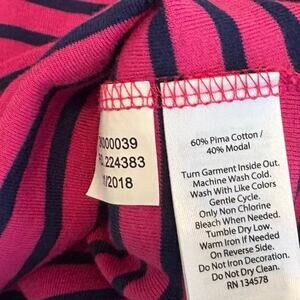 0000039
224383
/2018
60% Pima Cotton/
40% Modal
Turn Garment Inside Out.
Machine Wash Cold.
Wash With Like Colors
Gentle Cycle.
Only Non Chlorine
Bleach When Needed.
Tumble Dry Low.
Warm Iron If Needed
On Reverse Side.
Do Not Iron Decoration.
Do Not Dry Clean.
RN 134578